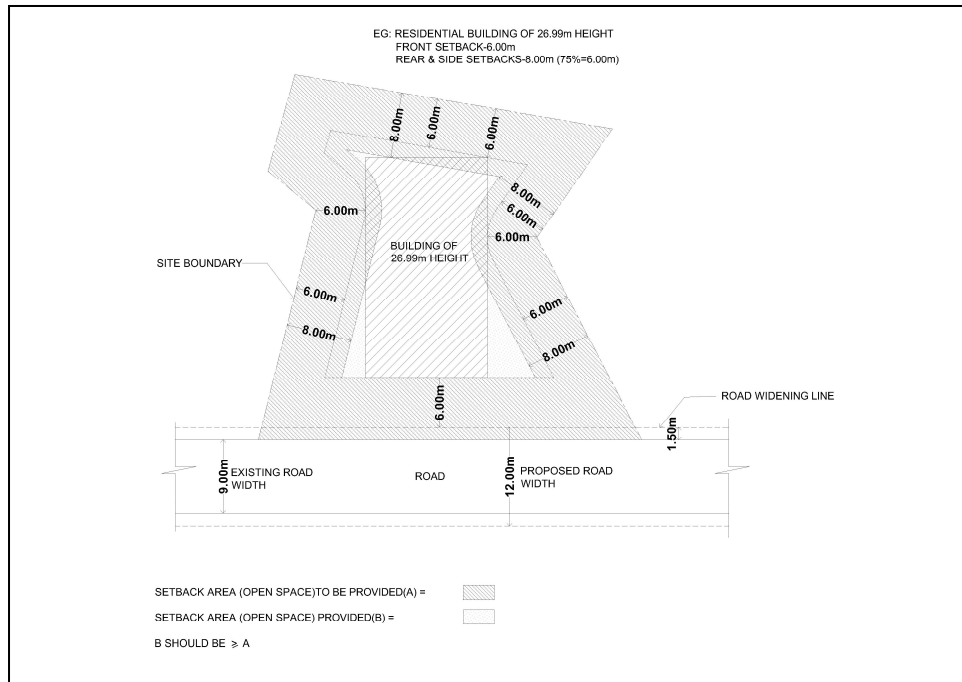 EG: RESIDENTIAL BUILDING OF 26.99m HEIGHT
FRONT SETBACK-6.00m
REAR & SIDE SETBACKS-8.00m (75%=6.00m)
8.00m
6.00m
6.00m
8.00m
6.00m
6.00m
6.00m
BUILDING OF
26.99m HEIGHT
SITE BOUNDARY
6.00m
8.00m
6.00m
8.00m
6.00m
ROAD WIDENING LINE
1.50m
9.00m
EXISTING ROAD
WIDTH
ROAD
12.00m
PROPOSED ROAD
WIDTH
SETBACK AREA (OPEN SPACE)TO BE PROVIDED(A) =
SETBACK AREA (OPEN SPACE) PROVIDED(B) =
B SHOULD BE ⩾ A